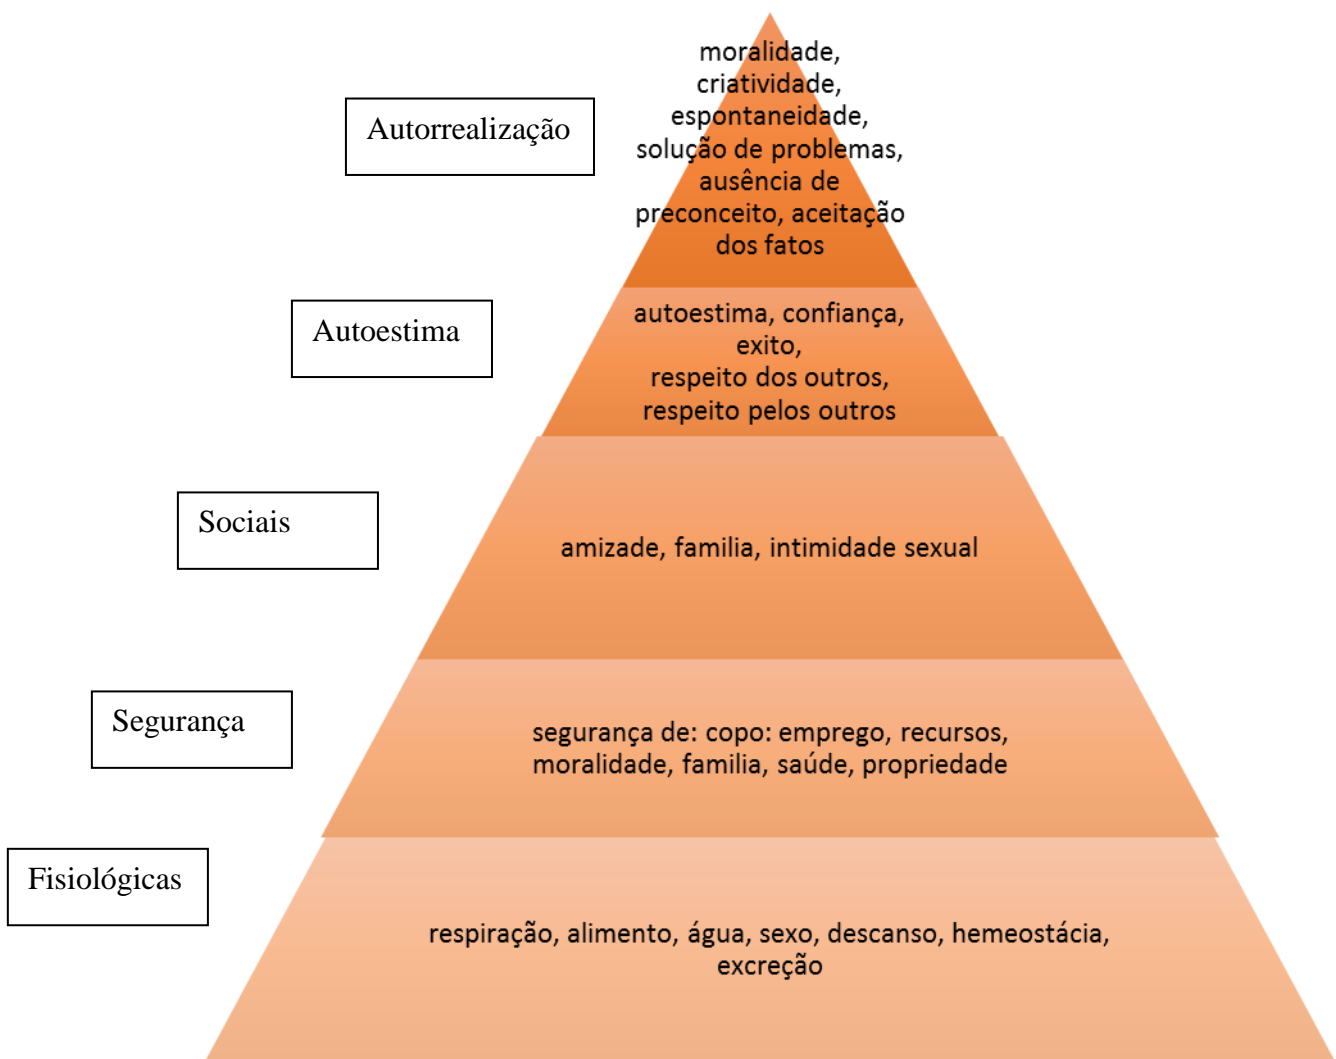 moralidade,
criatividade,
espontaneidade,
solução de problemas,
ausência de
preconceito, aceitação
dos fatos
Autorrealização
autoestima, confiança,
exito,
respeito dos outros,
respeito pelos outros
Autoestima
Sociais
amizade, familia, intimidade sexual
Segurança
segurança de: copo: emprego, recursos,
moralidade, familia, saúde, propriedade
Fisiológicas
respiração, alimento, água, sexo, descanso, hemeostácia,
excreção